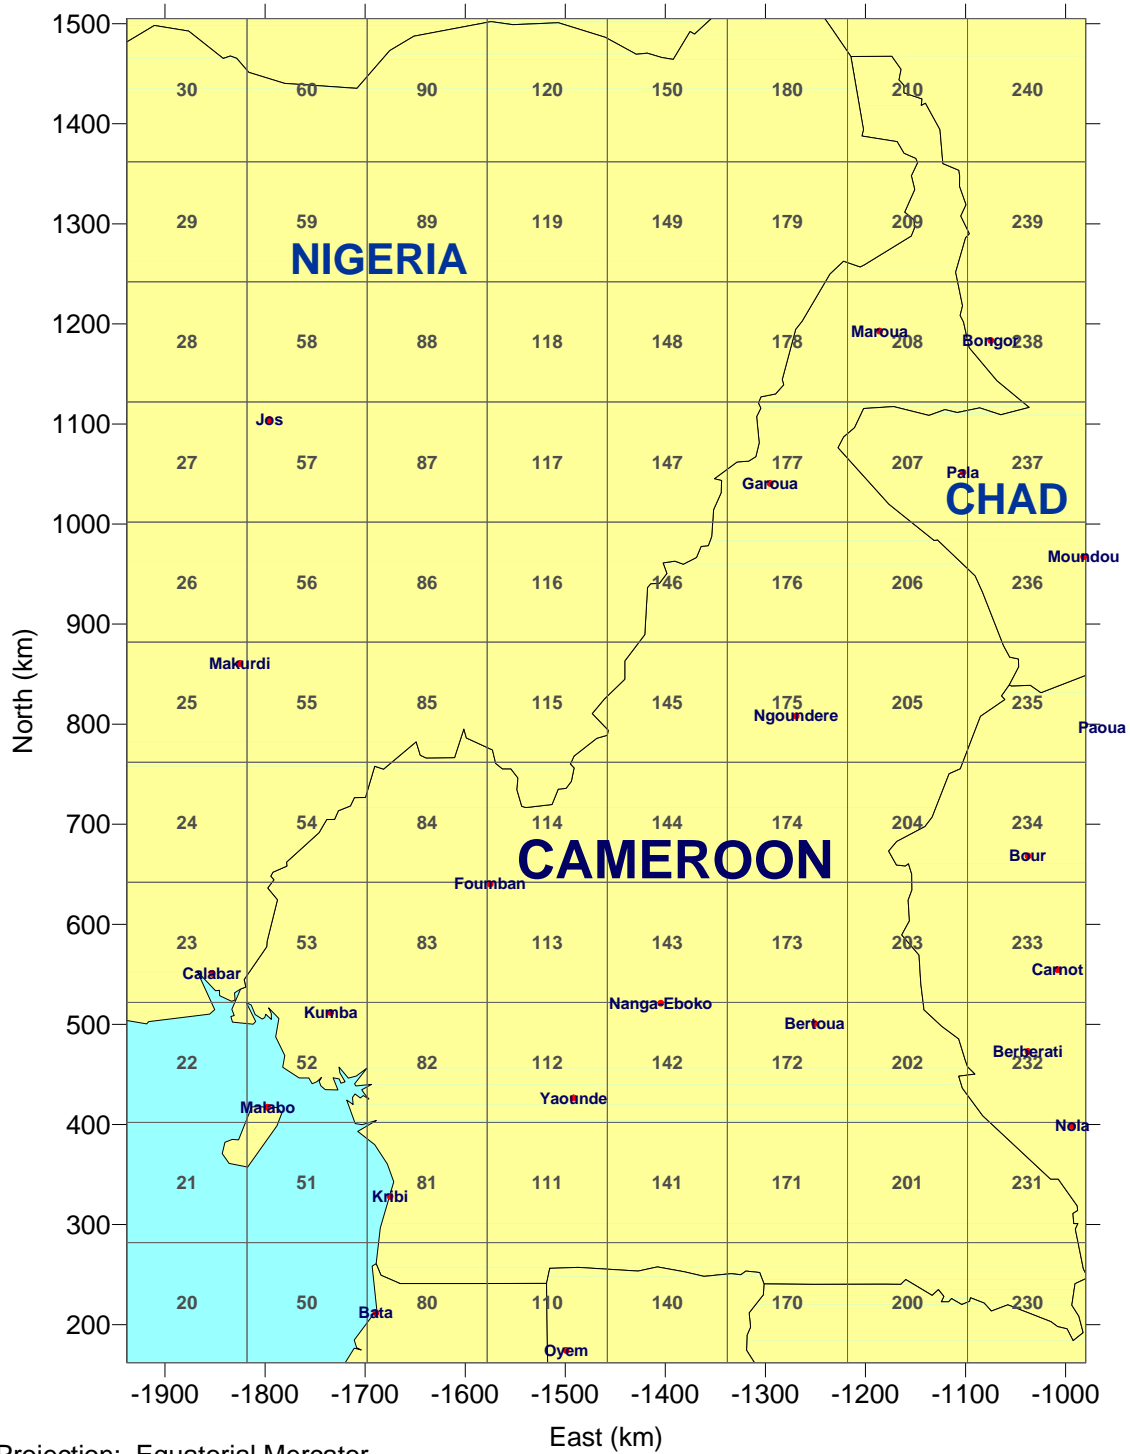 1500
30 60 90 120 150 180 210 240
1400
29 59 89 119 149 179 209 239
1300
NIGERIA
1200
Maroua
28 58 88 118 148 178 208 Bongor 238
1100
Jos
27 57 87 117 147 177 207 237
Pala
Garoua
CHAD
1000
Moundou
26 56 86 116 146 176 206 236
900
Makurdi
25 55 85 115 145 175 205 235
Ngoundere
800
Paoua
24 54 84 114 144 174 204 234
700
CAMEROON
Bour
Foumban
600
23 53 83 113 143 173 203 233
Calabar
Carnot
Nanga-Eboko
Kumba
500
Bertoua
Berberati
22 52 82 112 142 172 202 232
Yaounde
Malabo
400
Nola
21 51 81 111 141 171 201 231
Kribi
300
20 50 80 110 140 170 200 230
Bata
200
Oyem
North (km)
-1900 -1800 -1700 -1600 -1500 -1400 -1300 -1200 -1100 -1000
East (km)
Projection: Equatorial Mercator